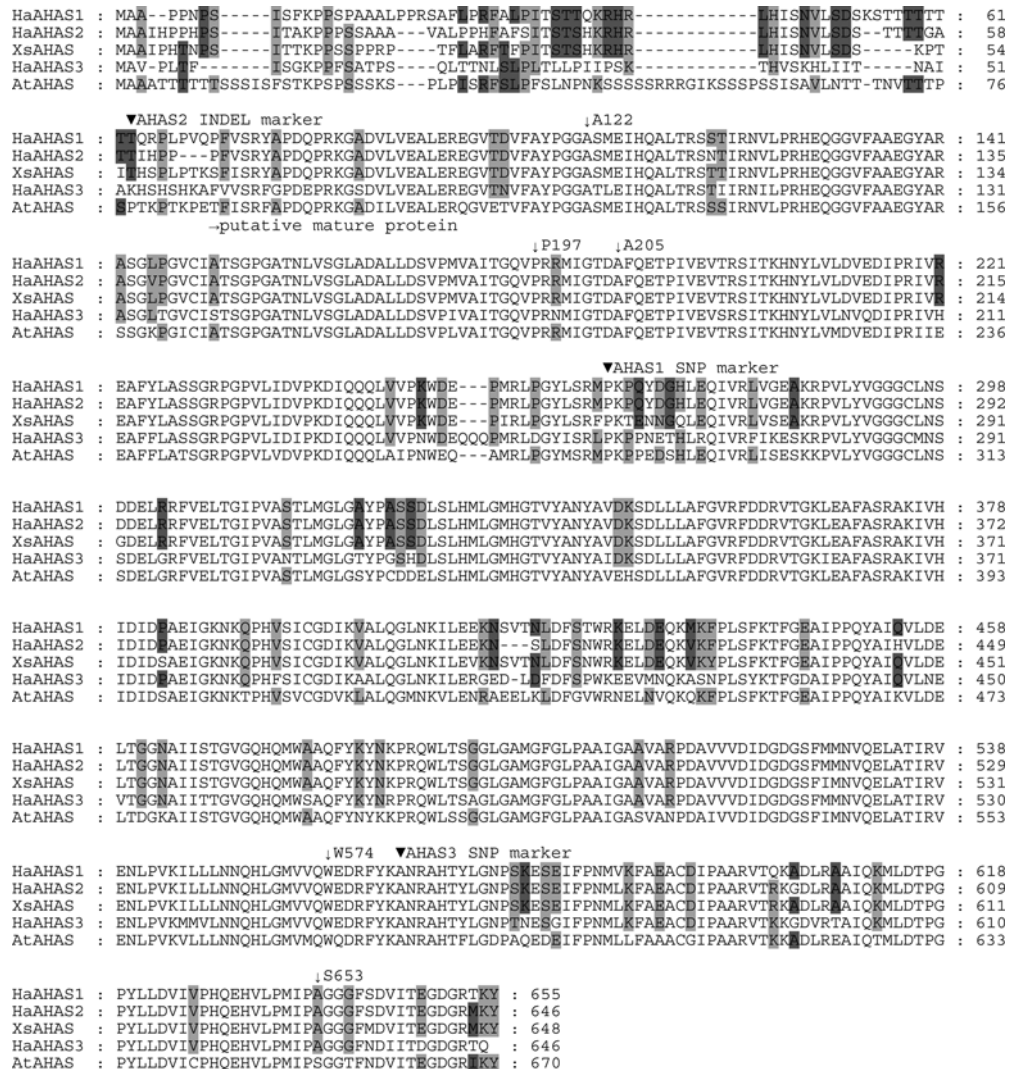 HaAHAS1 : MAA--PPNPS-----ISFKPPSPAAALPPRSAFLPRFALPITSTTQKRHR-----------LHISNVLSDSKSTTTTTT : 61
HaAHAS2 : MAAIHPPHPS-----ITAKPPPSSAAA---VALPPHFAFSITSTSHKRHR-----------LHISNVLSDS--STTTTGA : 58
XsAHAS : MAAIPHTNPS-----ITTKPPSSPPRP----TFLARFTFPITSTSHKRHR-----------LHISNVLSDS-----KPT : 54
HaAHAS3 : MAV-PLTF-------ISGKPPFSATPS----QLTTNLSLPLTLLPIIPSK-----------THVSKHLIIT-----NAI : 51
AtAHAS : MAAATTTTTTSSSISFSTKPSPSSSKS---PLPISRFSLPFSLNPNKSSSSSRRRGIKSSSPSSISAVLNTT-TNVTTTP : 76
▼AHAS2 INDEL marker ↓A122
HaAHAS1 : TTQRPLPVQPFVSRYAPDQPRKGADVLVEALEREGVTDVFAYPGGASMEIHQALTRSSTIRNVLPRHEQGGVFAAEGYAR : 141
HaAHAS2 : TTIHPP---PFVSRYAPDQPRKGADVLVEALEREGVTDVFAYPGGASMEIHQALTRSNTIRNVLPRHEQGGVFAAEGYAR : 135
XsAHAS : ITHSPLPTKSFISRYAPDQPRKGADVLVEALEREGVTDVFAYPGGASMEIHQALTRSTTIRNVLPRHEQGGVFAAEGYAR : 134
HaAHAS3 : AKHSHSHKAFVVSRFGPDEPRKGSDVLVEALEREGVTNVFAYPGGATLEIHQALTRSTIIRNILPRHEQGGVFAAEGYAR : 131
AtAHAS : SPTKPTKPETFISRFAPDQPRKGADILVEALERQGVETVFAYPGGASMEIHQALTRSSSIRNVLPRHEQGGVFAAEGYAR : 156
→putative mature protein
↓P197 ↓A205
HaAHAS1 : ASGLPGVCIATSGPGATNLVSGLADALLDSVPMVAITGQVPRRMIGTDAFQETPIVEVTRSITKHNYLVLDVEDIPRIVR : 221
HaAHAS2 : ASGVPGVCIATSGPGATNLVSGLADALLDSVPMVAITGQVPRRMIGTDAFQETPIVEVTRSITKHNYLVLDVEDIPRIVR : 215
XsAHAS : ASGLPGVCIATSGPGATNLVSGLADALLDSVPMVAITGQVPRRMIGTDAFQETPIVEVTRSITKHNYLVLDVEDIPRIVR : 214
HaAHAS3 : ASGLTGVCISTSGPGATNLVSGLADALLDSVPIVAITGQVPRNMIGTDAFQETPIVEVSRSITKHNYLVLNVQDIPRIVH : 211
AtAHAS : SSGKPGICIATSGPGATNLVSGLADALLDSVPLVAITGQVPRRMIGTDAFQETPIVEVTRSITKHNYLVMDVEDIPRIIE : 236
▼AHAS1 SNP marker
HaAHAS1 : EAFYLASSGRPGPVLIDVPKDIQQQLVVPKWDE---PMRLPGYLSRMPKPQYDGHLEQIVRLVGEAKRPVLYVGGGCLNS : 298
HaAHAS2 : EAFYLASSGRPGPVLIDVPKDIQQQLVVPKWDE---PMRLPGYLSRMPKPQYDGHLEQIVRLVGEAKRPVLYVGGGCLNS : 292
XsAHAS : EAFYLASSGRPGPVLIDVPKDIQQQLVVPKWDE---PIRLPGYLSRFPKTENNGQLEQIVRLVSEAKRPVLYVGGGCLNS : 291
HaAHAS3 : EAFFLASSGRPGPVLIDIPKDIQQQLVVPNWDEQQQPMRLDGYISRLPKPPNETHLRQIVRFIKESKRPVLYVGGGCMNS : 291
AtAHAS : EAFFLATSGRPGPVLVDVPKDIQQQLAIPNWEQ---AMRLPGYMSRMPKPPEDSHLEQIVRLISESKKPVLYVGGGCLNS : 313
HaAHAS1 : DDELRRFVELTGIPVASTLMGLGAYPASSDLSLHMLGMHGTVYANYAVDKSDLLLAFGVRFDDRVTGKLEAFASRAKIVH : 378
HaAHAS2 : DDELRRFVELTGIPVASTLMGLGAYPASSDLSLHMLGMHGTVYANYAVDKSDLLLAFGVRFDDRVTGKLEAFASRAKIVH : 372
XsAHAS : GDELRRFVELTGIPVASTLMGLGAYPASSDLSLHMLGMHGTVYANYAVDKSDLLLAFGVRFDDRVTGKLEAFASRAKIVH : 371
HaAHAS3 : SDELGRFVELTGIPVANTLMGLGTYPGSHDLSLHMLGMHGTVYANYAIDKSDLLLAFGVRFDDRVTGKIEAFASRAKIVH : 371
AtAHAS : SDELGRFVELTGIPVASTLMGLGSYPCDDELSLHMLGMHGTVYANYAVEHSDLLLAFGVRFDDRVTGKLEAFASRAKIVH : 393
HaAHAS1 : IDIDPAEIGKNKQPHVSICGDIKVALQGLNKILEEKNSVTNLDFSTWRKELDEQKMKFPLSFKTFGEAIPPQYAIQVLDE : 458
HaAHAS2 : IDIDPAEIGKNKQPHVSICGDIKVALQGLNKILEEKN---SLDFSNWRKELDEQKVKFPLSFKTFGEAIPPQYAIHVLDE : 449
XsAHAS : IDIDSAEIGKNKQPHVSICGDIKVALQGLNKILEVKNSVTNLDFSNWRKELDEQKVKYPLSFKTFGEAIPPQYAIQVLDE : 451
HaAHAS3 : IDIDPAEIGKNKQPHFSICGDIKAALQGLNKILERGED-LDFDFSPWKEEVMNQKASNPLSYKTFGDAIPPQYAIQVLNE : 450
AtAHAS : IDIDSAEIGKNKTPHVSVCGDVKLALQGMNKVLENRAEELKLDFGVWRNELNVQKQKFPLSFKTFGEAIPPQYAIKVLDE : 473
HaAHAS1 : LTGGNAIISTGVGQHQMWAAQFYKYNKPRQWLTSGGLGAMGFGLPAAIGAAVARPDAVVVDIDGDGSFMMNVQELATIRV : 538
HaAHAS2 : LTGGNAIISTGVGQHQMWAAQFYKYNKPRQWLTSGGLGAMGFGLPAAIGAAVARPDAVVVDIDGDGSFMMNVQELATIRV : 529
XsAHAS : LTGGNAIISTGVGQHQMWAAQFYKYNKPRQWLTSGGLGAMGFGLPAAIGAAVARPDAVVVDIDGDGSFIMNVQELATIRV : 531
HaAHAS3 : VTGGNAIITTGVGQHQMWSAQFYKYNRPRQWLTSAGLGAMGFGLPAAIGAAVARPDAVVVDIDGDGSFMMNVQELATIRV : 530
AtAHAS : LTDGKAIISTGVGQHQMWAAQFYNYKKPRQWLSSGGLGAMGFGLPAAIGASVANPDAIVVDIDGDGSFIMNVQELATIRV : 553
↓W574 ▼AHAS3 SNP marker
HaAHAS1 : ENLPVKILLLNNQHLGMVVQWEDRFYKANRAHTYLGNPSKESEIFPNMVKFAEACDIPAARVTQKADLRAAIQKMLDTPG : 618
HaAHAS2 : ENLPVKILLLNNQHLGMVVQWEDRFYKANRAHTYLGNPSKESEIFPNMLKFAEACDIPAARVTRKGDLRAAIQKMLDTPG : 609
XsAHAS : ENLPVKILLLNNQHLGMVVQWEDRFYKANRAHTYLGNPSKESEIFPNMLKFAEACDIPAARVTRKADLRAAIQKMLDTPG : 611
HaAHAS3 : ENLPVKMMVLNNQHLGMVVQWEDRFYKANRAHTYLGNPTNESGIFPNMLKFAEACDIPAARVTKKGDVRTAIQKMLDTPG : 610
AtAHAS : ENLPVKVLLLNNQHLGMVMQWQDRFYKANRAHTFLGDPAQEDEIFPNMLLFAAACGIPAARVTKKADLREAIQTMLDTPG : 633
↓S653
HaAHAS1 : PYLLDVIVPHQEHVLPMIPAGGGFSDVITEGDGRTKY : 655
HaAHAS2 : PYLLDVIVPHQEHVLPMIPAGGGFSDVITEGDGRMKY : 646
XsAHAS : PYLLDVIVPHQEHVLPMIPAGGGFMDVITEGDGRMKY : 648
HaAHAS3 : PYLLDVIVPHQEHVLPMIPAGGGFNDIITDGDGRTQ : 646
AtAHAS : PYLLDVICPHQEHVLPMIPSGGTFNDVITEGDGRIKY : 670